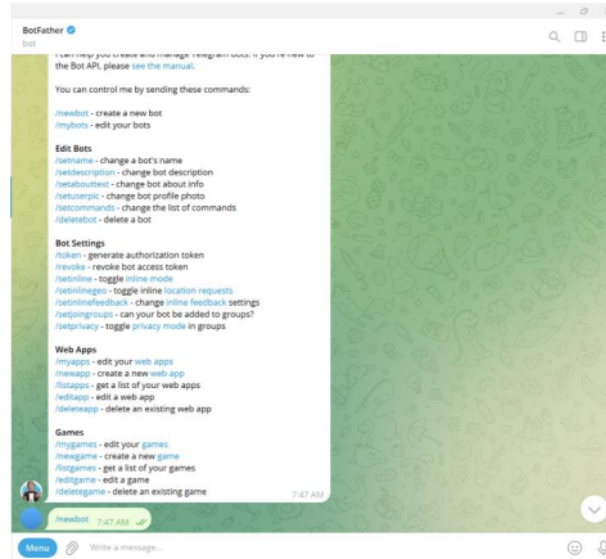 BotFather
bot
I can help you create and manage Telegram bots. If you're new to
the Bot API, please see the manual.
You can control me by sending these commands:
/newbot - create a new bot
/mybots - edit your bots
Edit Bots
/setname - change a bot's name
/setdescription - change bot description
/setabouttext - change bot about info
/setuserpic - change bot profile photo
/setcommands - change the list of commands
/deletebot - delete a bot
Bot Settings
/token - generate authorization token
/revoke - revoke bot access token
/setinline - toggle inline mode
/setinlinegeo - toggle inline location requests
/setinlinefeedback - change inline feedback settings
/setjoingroups - can your bot be added to groups?
/setprivacy - toggle privacy mode in groups
Web Apps
/myapps - edit your web apps
/newapp - create a new web app
/listapps - get a list of your web apps
/editapp - edit a web app
/deleteapp - delete an existing web app
Games
/mygames - edit your games
/newgame - create a new game
/listgames - get a list of your games
/editgame - edit a game
/deletegame - delete an existing game
7:47 AM
/newbot 7:47 AM
Menu Write a message...